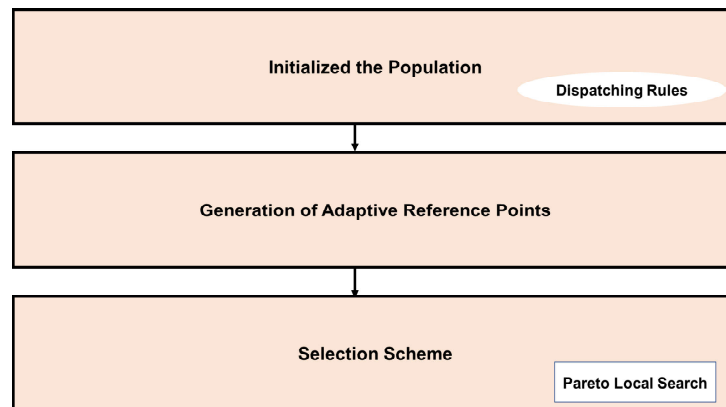 Initialized the Population
Dispatching Rules
Generation of Adaptive Reference Points
Selection Scheme
Pareto Local Search